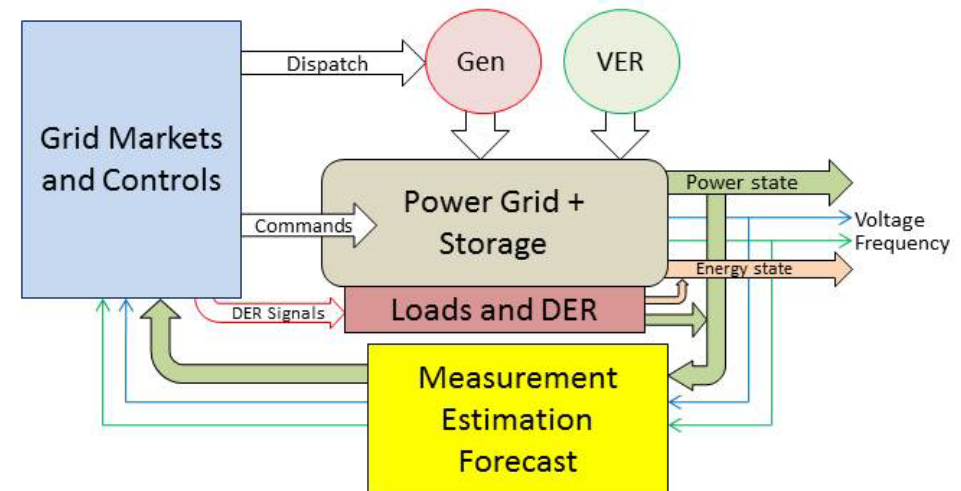 Gen
VER
Dispatch
Grid Markets
and Controls
Power Grid +
Storage
Power state
Commands
Voltage
Frequency
Energy state
Loads and DER
DER Signals
Measurement
Estimation
Forecast